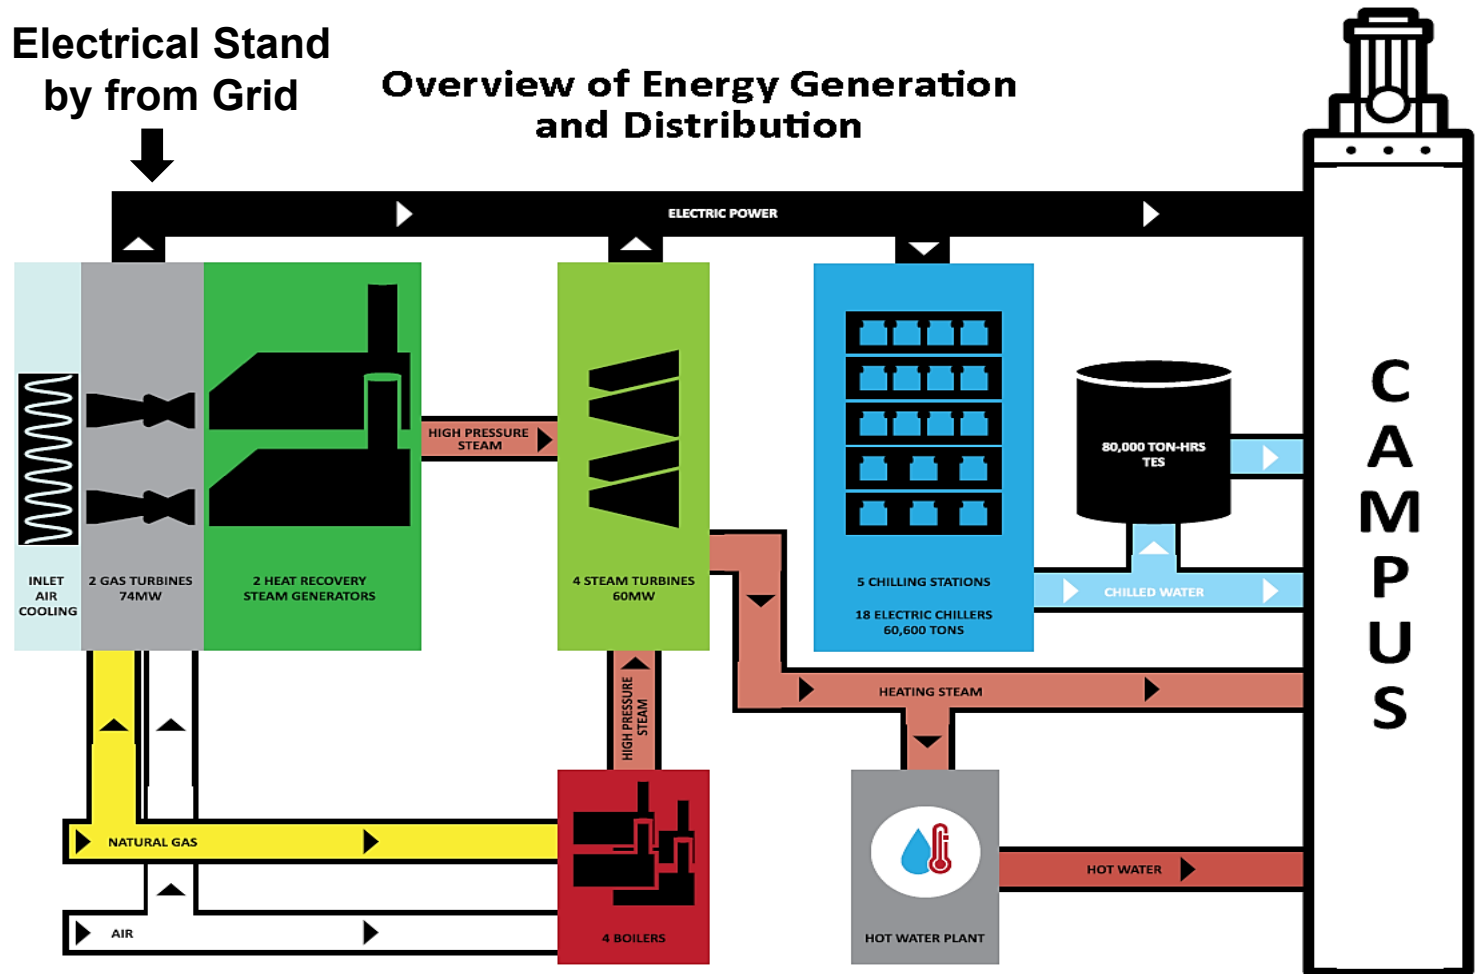 Electrical Stand
by from Grid
Overview of Energy Generation
and Distribution
ELECTRIC POWER
HIGH PRESSURE
STEAM
80,000 TON-HRS
TES
INLET
AIR
COOLING
2 GAS TURBINES
74MW
2 HEAT RECOVERY
STEAM GENERATORS
4 STEAM TURBINES
60MW
5 CHILLING STATIONS
18 ELECTRIC CHILLERS
60,600 TONS
CHILLED WATER
HIGH PRESSURE
STEAM
HEATING STEAM
NATURAL GAS
HOT WATER
AIR
4 BOILERS
HOT WATER PLANT
C
A
M
P
U
S